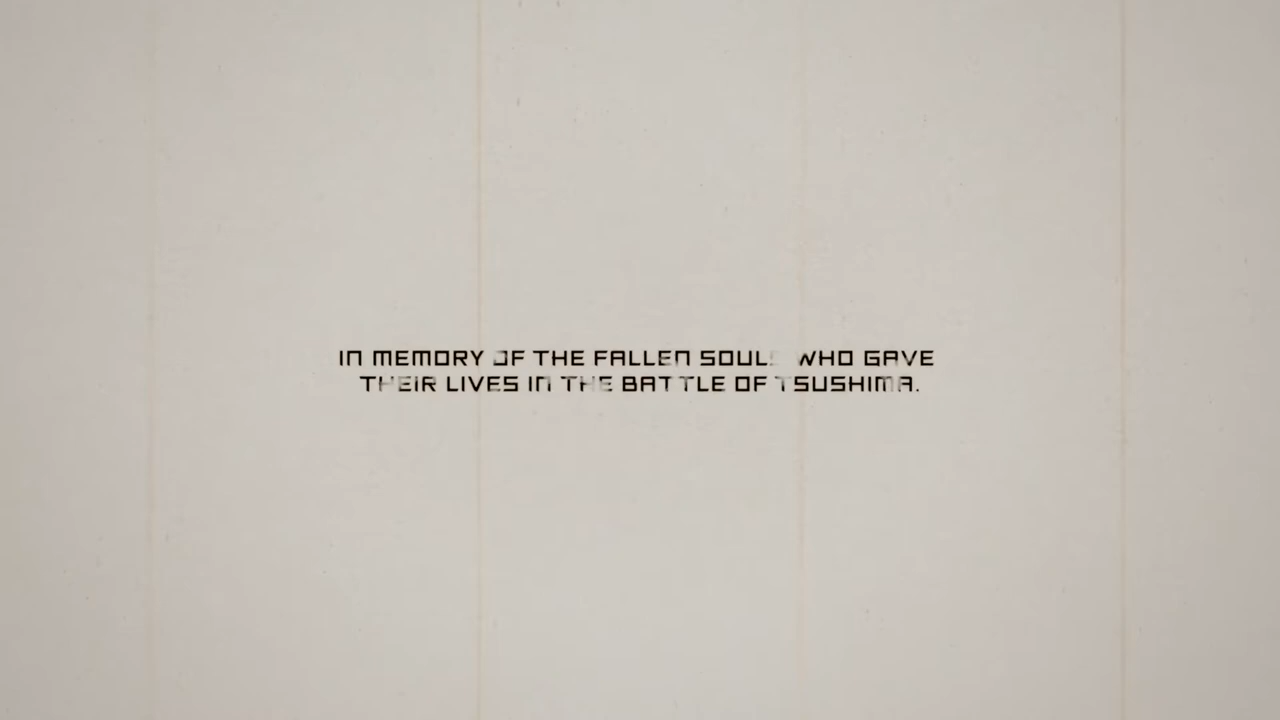 IN MEMORY OF THE FALLEN SOULS WHO GAVE
THEIR LIVES IN THE BATTLE OF TSUSHIMA.